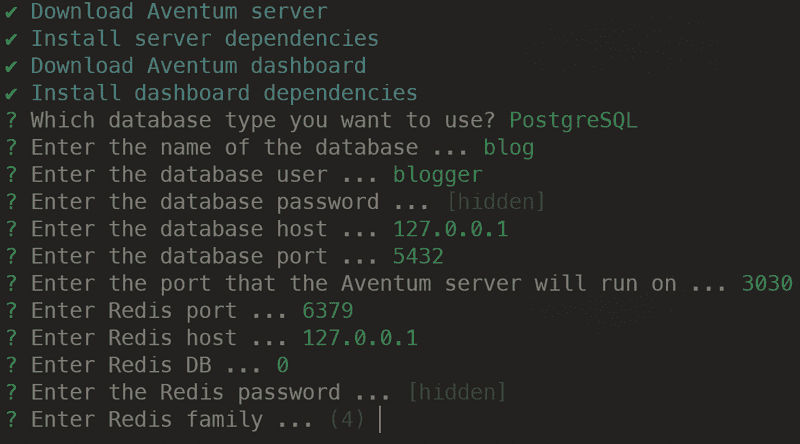 ✔ Download Aventum server
✔ Install server dependencies
✔ Download Aventum dashboard
✔ Install dashboard dependencies
? Which database type you want to use? PostgreSQL
? Enter the name of the database ... blog
? Enter the database user ... blogger
? Enter the database password ... [hidden]
? Enter the database host ... 127.0.0.1
? Enter the database port ... 5432
? Enter the port that the Aventum server will run on ... 3030
? Enter Redis port ... 6379
? Enter Redis host ... 127.0.0.1
? Enter Redis DB ... 0
? Enter the Redis password ... [hidden]
? Enter Redis family ... (4)